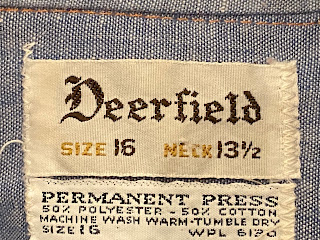 Deerfield
SIZE 16 NECK 13½
PERMANENT PRESS
50% POLYESTER - 50% COTTON
MACHINE WASH WARM-TUMBLE DRY
SIZE 16 WPL 6190